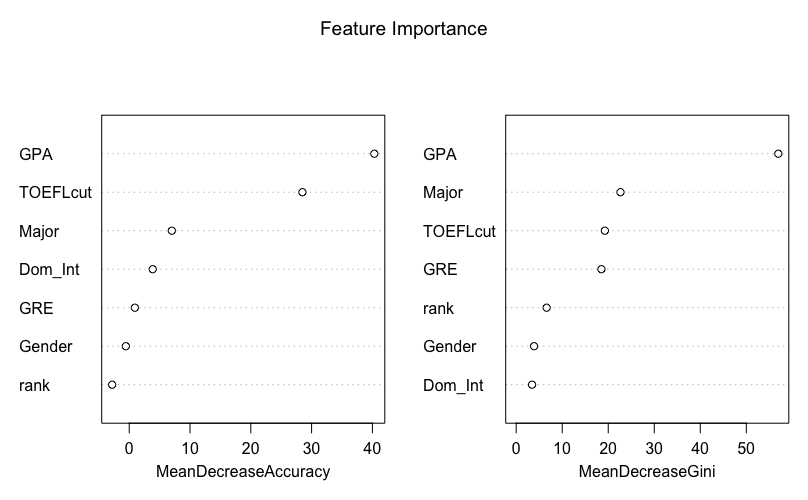 Feature Importance
GPA
TOEFLcut
Major
Dom_Int
GRE
Gender
rank
0 10 20 30 40
MeanDecreaseAccuracy
GPA
Major
TOEFLcut
GRE
rank
Gender
Dom_Int
0 10 20 30 40 50
MeanDecreaseGini